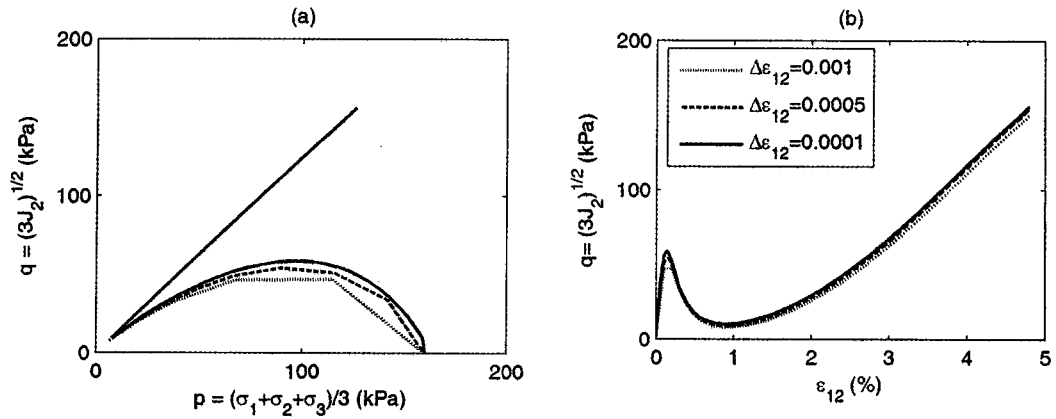 (a)
200
100
0
0
100
200
q = (3J₂)^1/2 (kPa)
p = (σ₁+σ₂+σ₃)/3 (kPa)
(b)
200
100
0
0
1
2
3
4
5
q= (3J₂)^1/2 (kPa)
ε₁₂ (%)
Δε₁₂=0.001
Δε₁₂=0.0005
Δε₁₂=0.0001